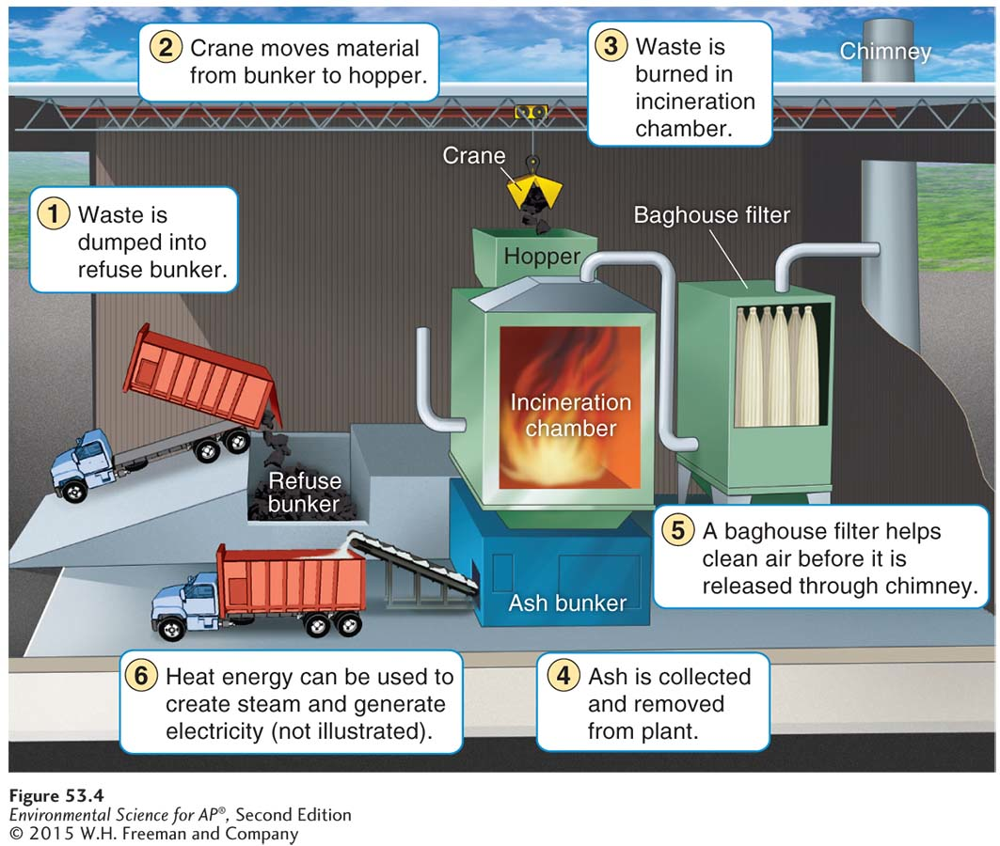 2 Crane moves material
from bunker to hopper.
3 Waste is
burned in
incineration
chamber.
Chimney
Crane
1 Waste is
dumped into
refuse bunker.
Baghouse filter
Hopper
Incineration
chamber
Refuse
bunker
5 A baghouse filter helps
clean air before it is
released through chimney.
Ash bunker
6 Heat energy can be used to
create steam and generate
electricity (not illustrated).
4 Ash is collected
and removed
from plant.
Figure 53.4
Environmental Science for AP®, Second Edition
© 2015 W.H. Freeman and Company